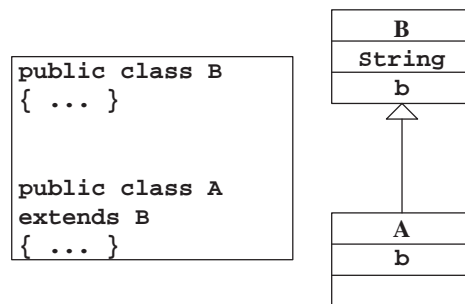 public class B
{ ... }
public class A
extends B
{ ... }
B
String
b
A
b